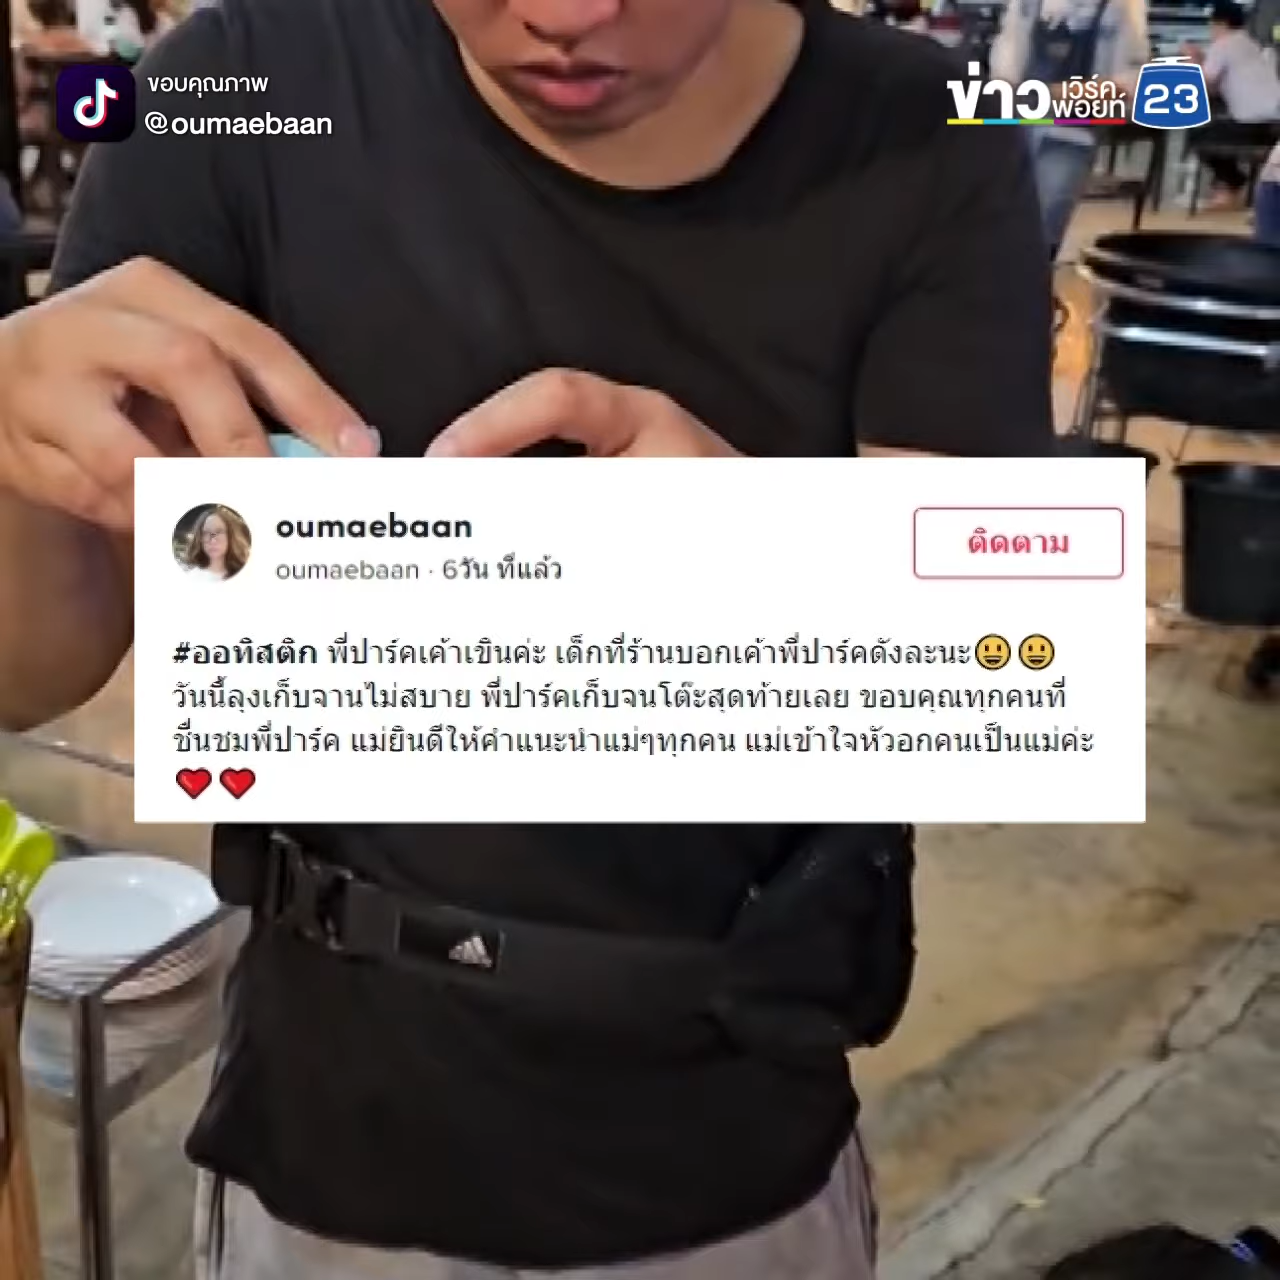 ขอบคุณภาพ
@oumaebaan
ข่าวเวิร์คพอยท์ 23
oumaebaan
oumaebaan · 6วัน ที่แล้ว
ติดตาม
#ออทิสติก พี่ปาร์คเค้าเขินค่ะ เด็กที่ร้านบอกเค้าพี่ปาร์คดังละนะ😃😃
วันนี้ลุงเก็บจานไม่สบาย พี่ปาร์คเก็บจนโต๊ะสุดท้ายเลย ขอบคุณทุกคนที่
ชื่นชมพี่ปาร์ค แม่ยินดีให้คำแนะนำแม่ๆทุกคน แม่เข้าใจหัวอกคนเป็นแม่ค่ะ
❤️❤️